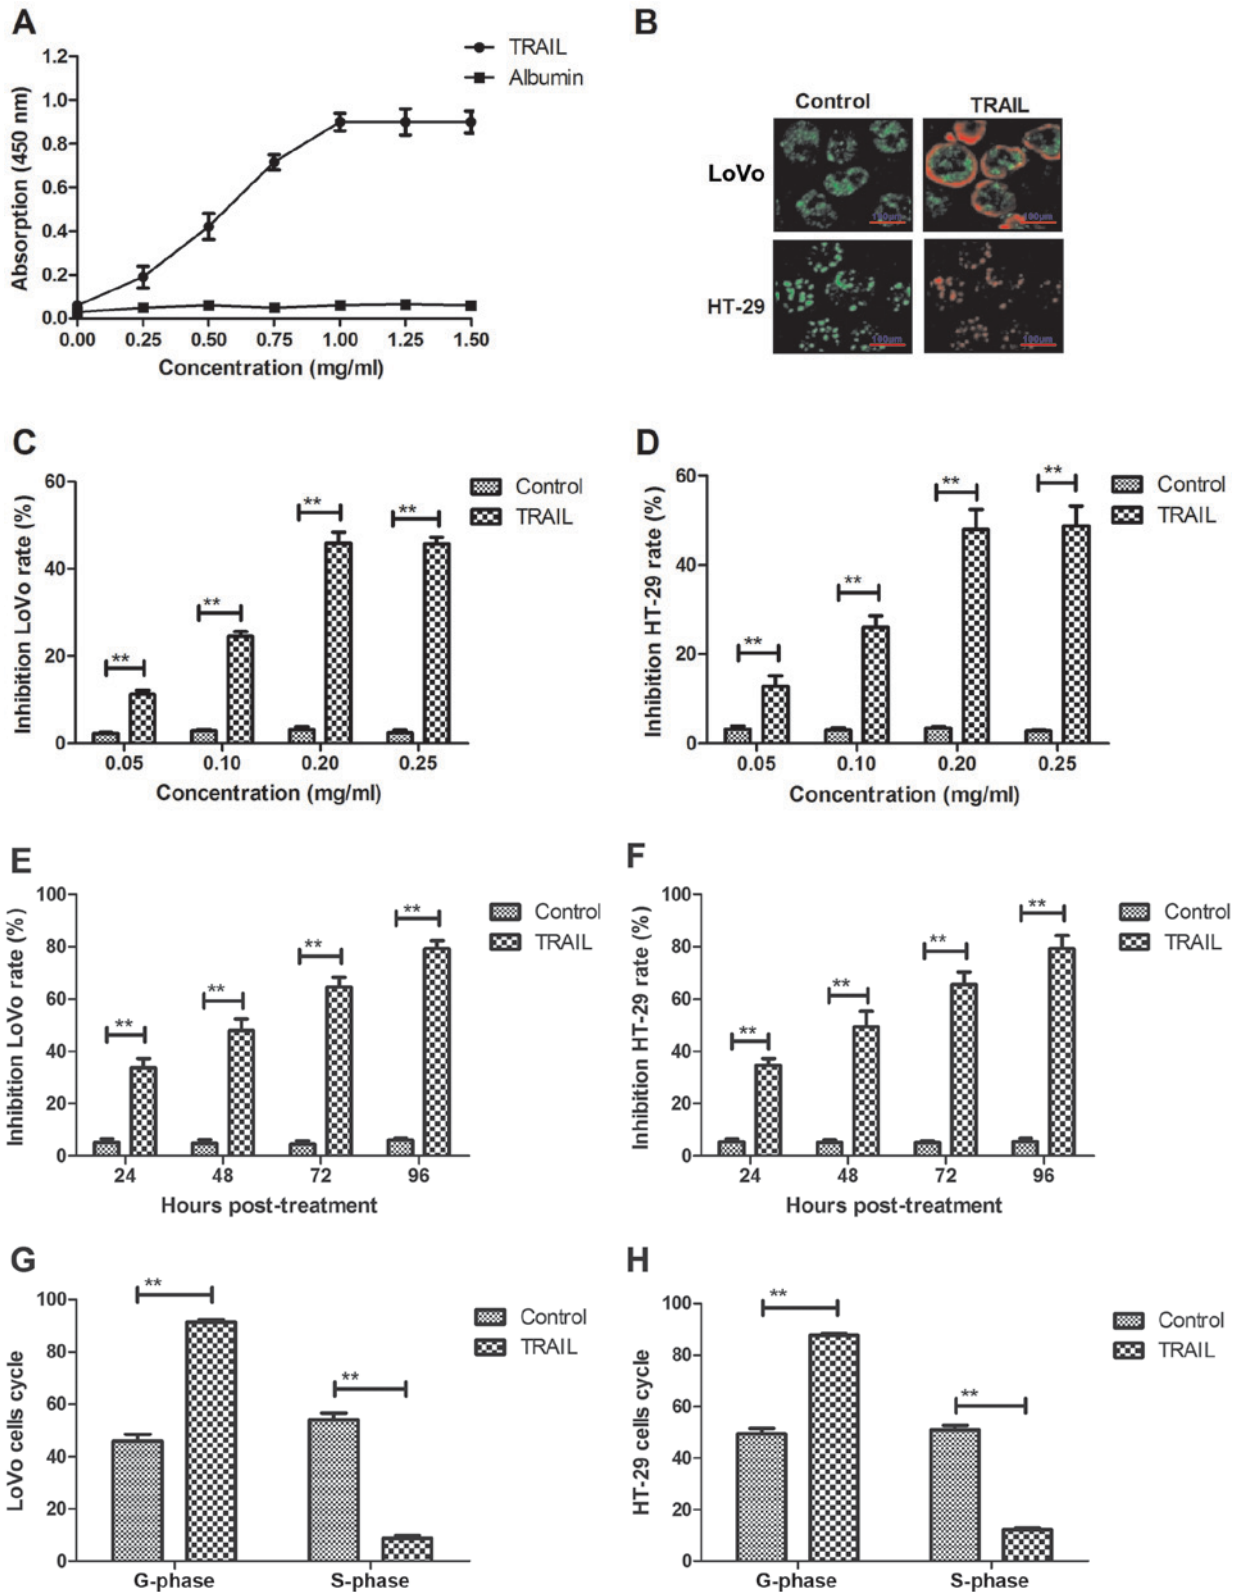 A
TRAIL
Albumin
1.2
1.0
0.8
0.6
0.4
0.2
0.0
Absorption (450 nm)
0.00 0.25 0.50 0.75 1.00 1.25 1.50
Concentration (mg/ml)
B
Control TRAIL
LoVo
100μm 100μm
HT-29
100μm 100μm
C
Control
TRAIL
60
40
20
0
Inhibition LoVo rate (%)
** ** ** **
0.05 0.10 0.20 0.25
Concentration (mg/ml)
D
Control
TRAIL
60
40
20
0
Inhibition HT-29 rate (%)
** ** ** **
0.05 0.10 0.20 0.25
Concentration (mg/ml)
E
Control
TRAIL
100
80
60
40
20
0
Inhibition LoVo rate (%)
** ** ** **
24 48 72 96
Hours post-treatment
F
Control
TRAIL
100
80
60
40
20
0
Inhibition HT-29 rate (%)
** ** ** **
24 48 72 96
Hours post-treatment
G
Control
TRAIL
100
80
60
40
20
0
LoVo cells cycle
** **
G-phase S-phase
H
Control
TRAIL
100
80
60
40
20
0
HT-29 cells cycle
** **
G-phase S-phase